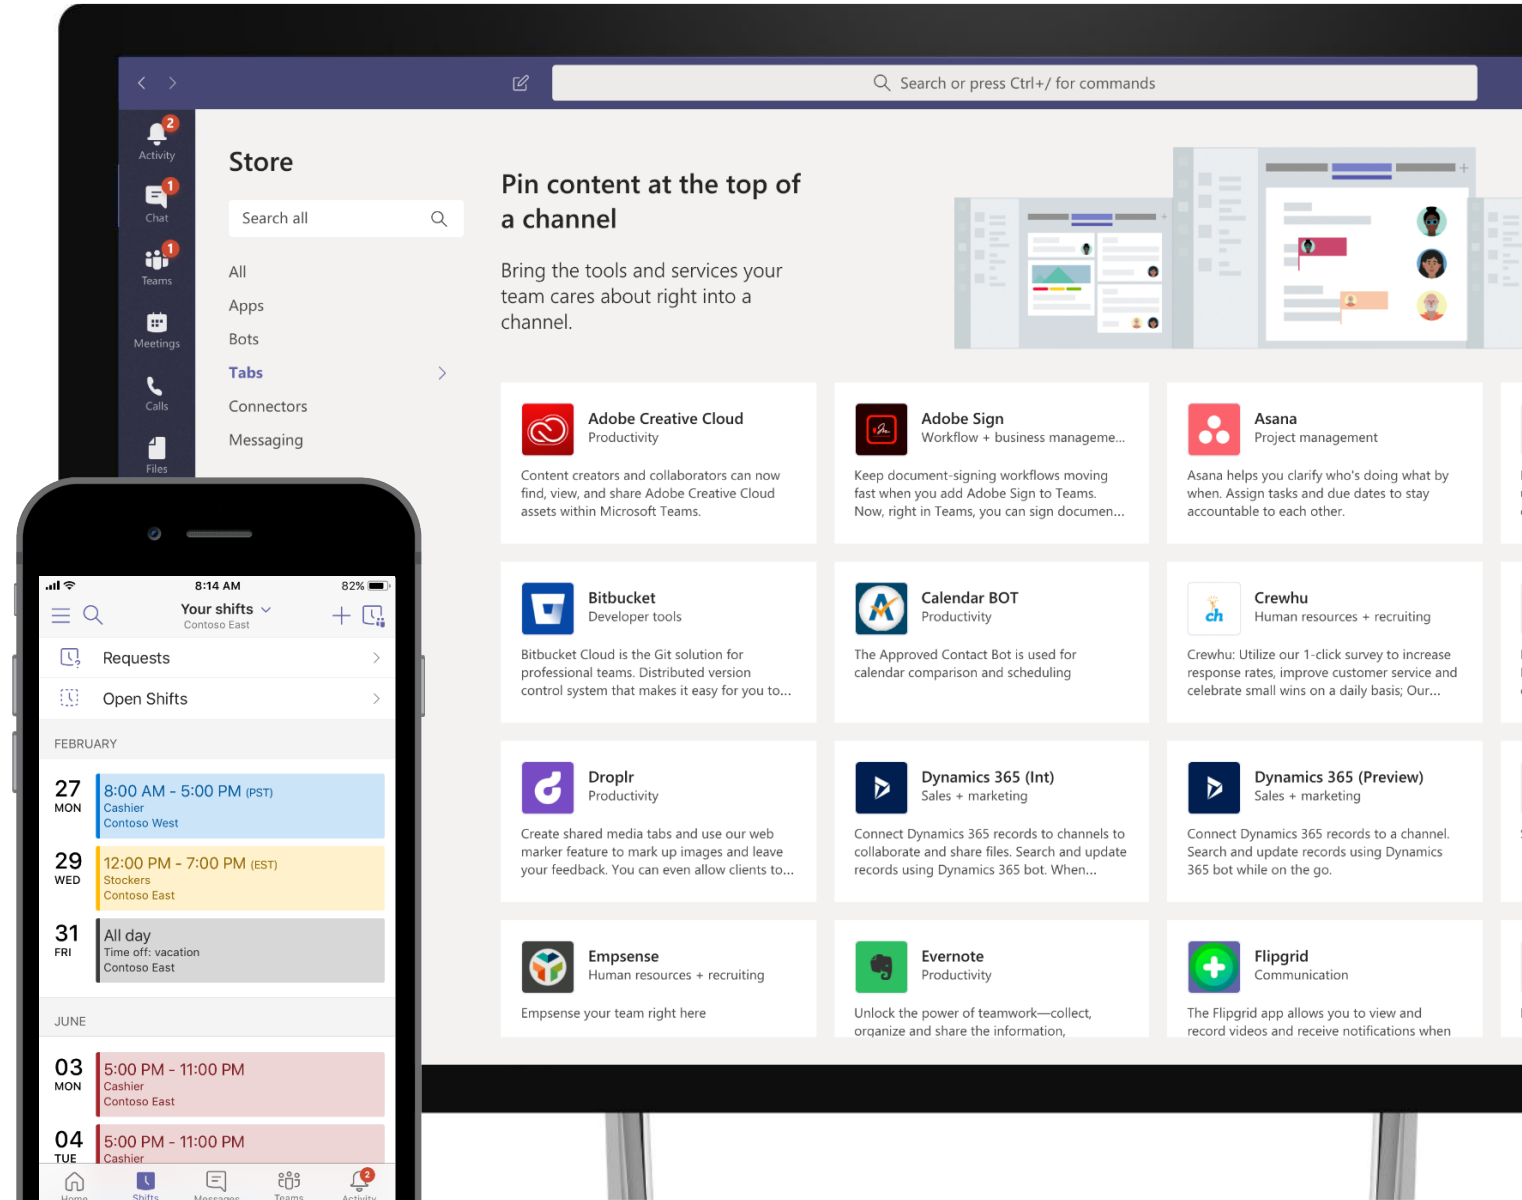 Search or press Ctrl+/ for commands
2
Activity
1
Chat
1
Teams
Meetings
Calls
Files
Store
Search all
All
Apps
Bots
Tabs
Connectors
Messaging
Pin content at the top of
a channel
Bring the tools and services your
team cares about right into a
channel.
Adobe Creative Cloud
Productivity
Content creators and collaborators can now
find, view, and share Adobe Creative Cloud
assets within Microsoft Teams.
Adobe Sign
Workflow + business manageme...
Keep document-signing workflows moving
fast when you add Adobe Sign to Teams.
Now, right in Teams, you can sign documen...
Asana
Project management
Asana helps you clarify who's doing what by
when. Assign tasks and due dates to stay
accountable to each other.
Bitbucket
Developer tools
Bitbucket Cloud is the Git solution for
professional teams. Distributed version
control system that makes it easy for you to...
Calendar BOT
Productivity
The Approved Contact Bot is used for
calendar comparison and scheduling
ch
Crewhu
Human resources + recruiting
Crewhu: Utilize our 1-click survey to increase
response rates, improve customer service and
celebrate small wins on a daily basis; Our...
Droplr
Productivity
Create shared media tabs and use our web
marker feature to mark up images and leave
your feedback. You can even allow clients to...
Dynamics 365 (Int)
Sales + marketing
Connect Dynamics 365 records to channels to
collaborate and share files. Search and update
records using Dynamics 365 bot. When...
Dynamics 365 (Preview)
Sales + marketing
Connect Dynamics 365 records to a channel.
Search and update records using Dynamics
365 bot while on the go.
Empsense
Human resources + recruiting
Empsense your team right here
Evernote
Productivity
Unlock the power of teamwork—collect,
organize and share the information,
Flipgrid
Communication
The Flipgrid app allows you to view and
record videos and receive notifications when
8:14 AM
82%
Your shifts
Contoso East
Requests
Open Shifts
FEBRUARY
27
MON
8:00 AM - 5:00 PM (PST)
Cashier
Contoso West
29
WED
12:00 PM - 7:00 PM (EST)
Stockers
Contoso East
31
FRI
All day
Time off: vacation
Contoso East
JUNE
03
MON
5:00 PM - 11:00 PM
Cashier
Contoso East
04
TUE
5:00 PM - 11:00 PM
Cashier
Home
Shifts
Messages
Teams
2
Activity